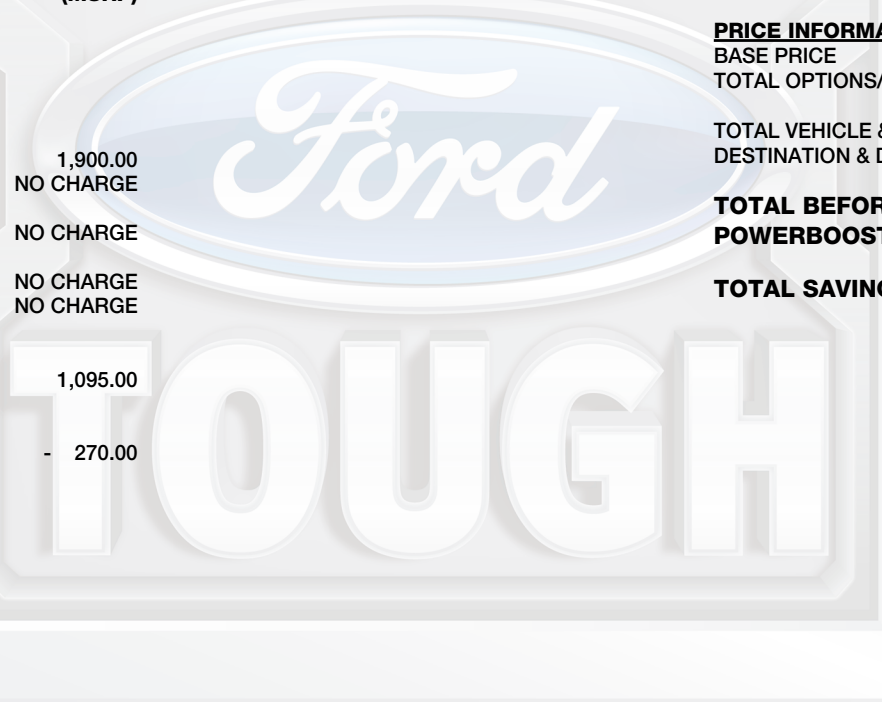 (MSRP)
1,900.00
NO CHARGE
NO CHARGE
NO CHARGE
NO CHARGE
1,095.00
- 270.00
PRICE INFORMA
BASE PRICE
TOTAL OPTIONS/
TOTAL VEHICLE &
DESTINATION & D
TOTAL BEFOR
POWERBOOST
TOTAL SAVING
Ford
TOUGH